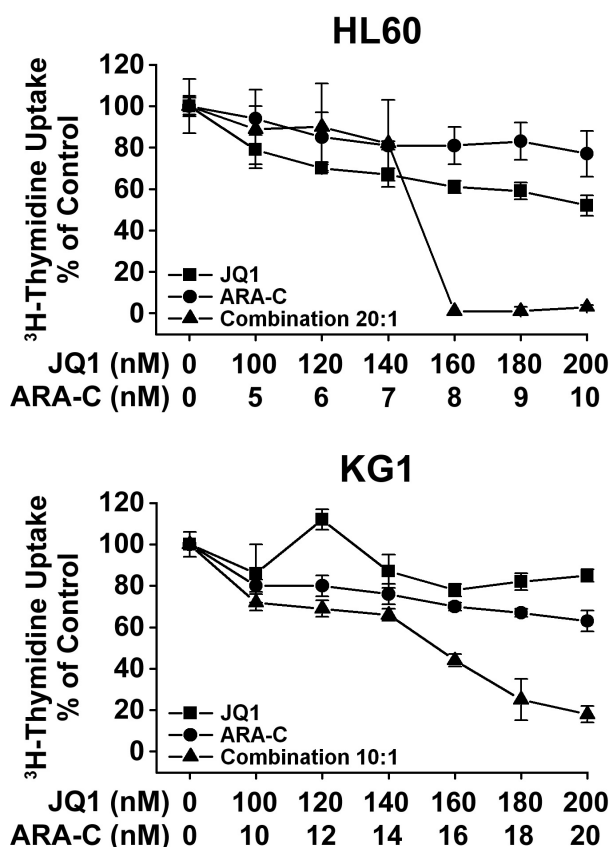 HL60
³H-Thymidine Uptake
% of Control
120
100
80
60
40
20
0
JQ1
ARA-C
Combination 20:1
JQ1 (nM) 0 100 120 140 160 180 200
ARA-C (nM) 0 5 6 7 8 9 10
KG1
³H-Thymidine Uptake
% of Control
120
100
80
60
40
20
0
JQ1
ARA-C
Combination 10:1
JQ1 (nM) 0 100 120 140 160 180 200
ARA-C (nM) 0 10 12 14 16 18 20